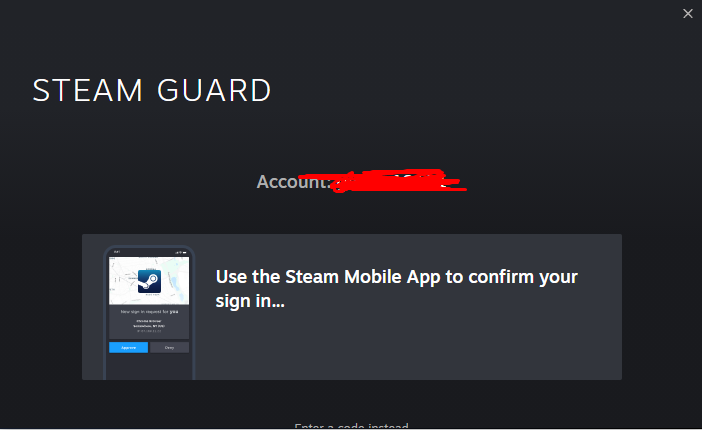 STEAM GUARD
Account:
Use the Steam Mobile App to confirm your
sign in...
New sign in request for you
Approve
Deny
Enter a code instead